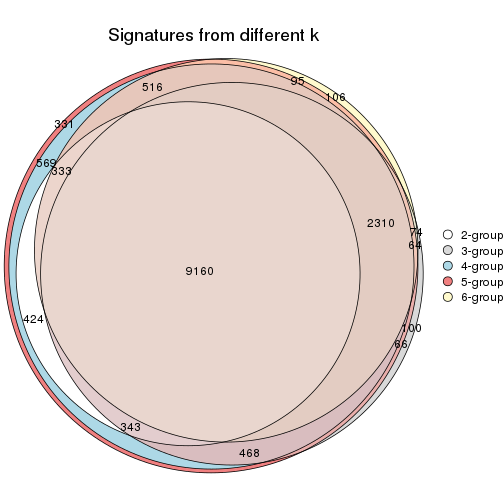 Signatures from different k
516
95
106
331
569
333
2310
74
64
9160
424
100
66
343
468
2-group
3-group
4-group
5-group
6-group